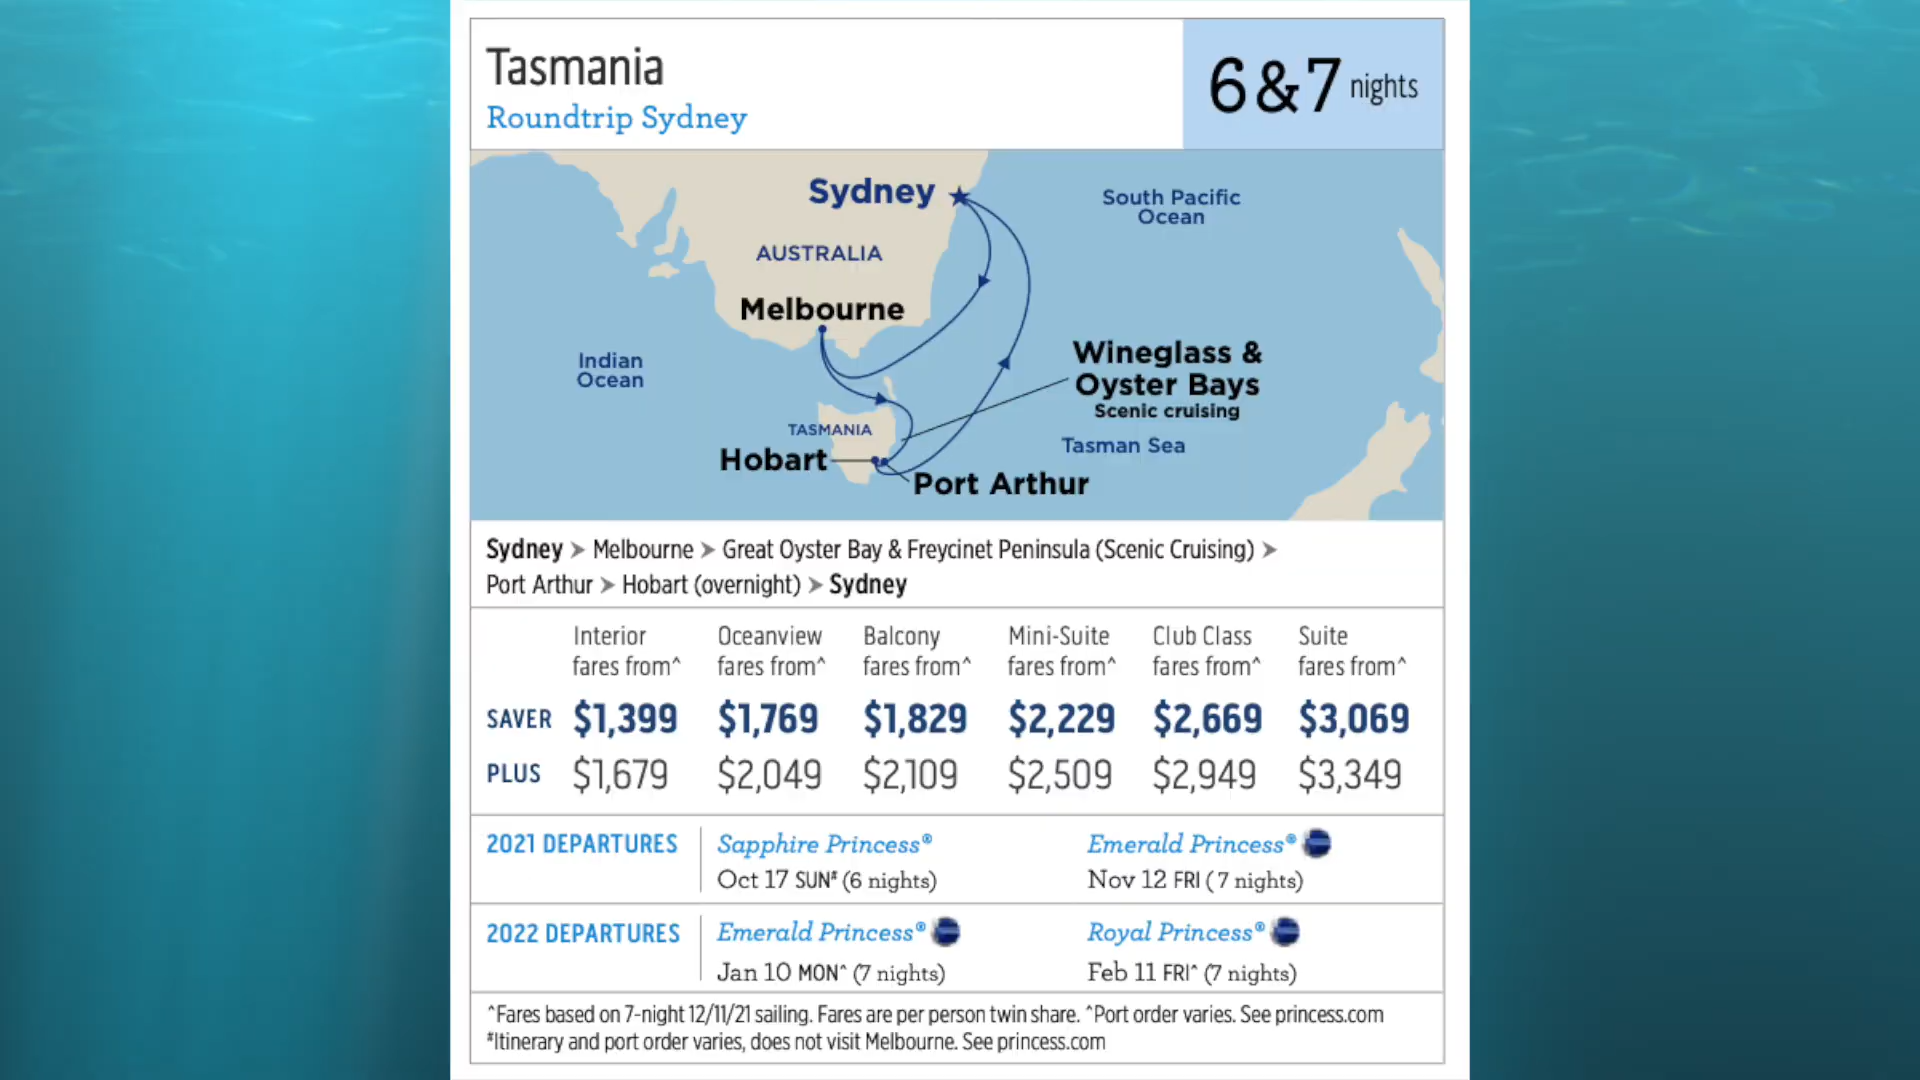 Tasmania
Roundtrip Sydney
6&7 nights
Sydney
South Pacific
Ocean
AUSTRALIA
Melbourne
Indian
Ocean
Wineglass &
Oyster Bays
Scenic cruising
TASMANIA
Tasman Sea
Hobart
Port Arthur
Sydney > Melbourne > Great Oyster Bay & Freycinet Peninsula (Scenic Cruising) >
Port Arthur > Hobart (overnight) > Sydney
Interior fares from^ Oceanview fares from^ Balcony fares from^ Mini-Suite fares from^ Club Class fares from^ Suite fares from^
SAVER $1,399 $1,769 $1,829 $2,229 $2,669 $3,069
PLUS $1,679 $2,049 $2,109 $2,509 $2,949 $3,349
2021 DEPARTURES Sapphire Princess® Emerald Princess®
Oct 17 SUN# (6 nights) Nov 12 FRI (7 nights)
2022 DEPARTURES Emerald Princess® Royal Princess®
Jan 10 MON^ (7 nights) Feb 11 FRI^ (7 nights)
^Fares based on 7-night 12/11/21 sailing. Fares are per person twin share. ^Port order varies. See princess.com
#Itinerary and port order varies, does not visit Melbourne. See princess.com